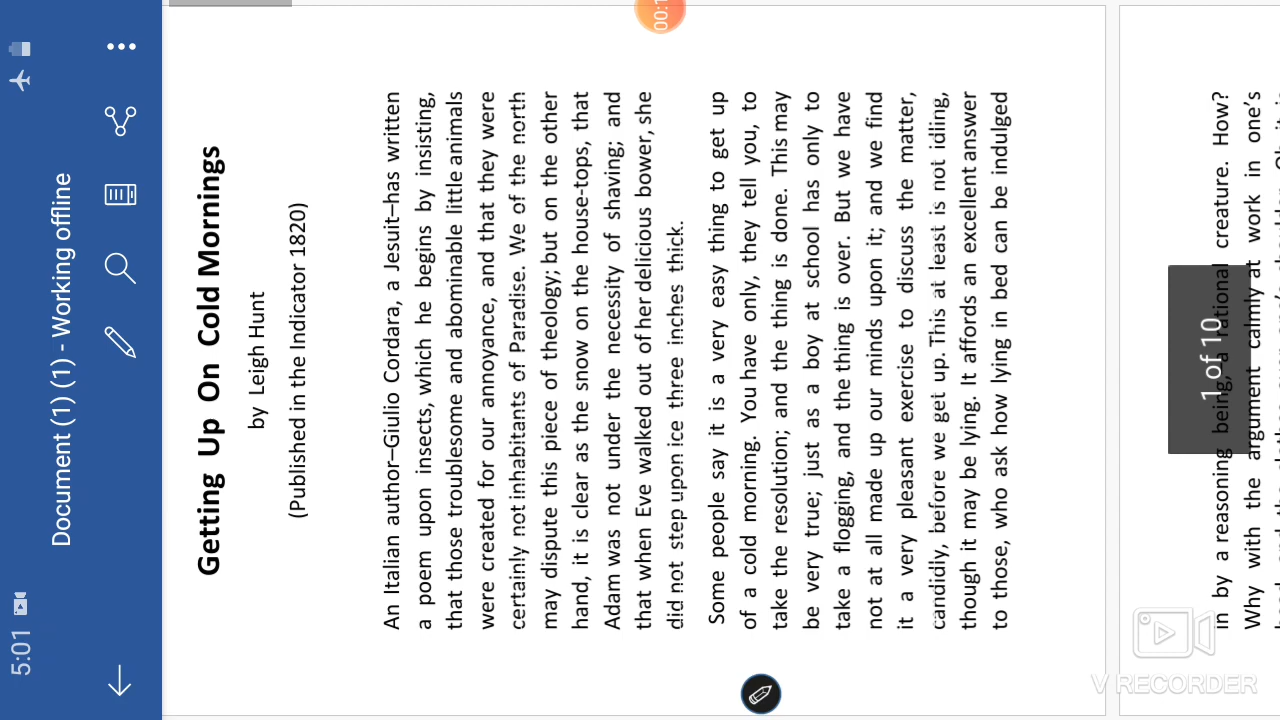 5:01
Document (1) (1) - Working offline
Getting Up On Cold Mornings
by Leigh Hunt
(Published in the Indicator 1820)
An Italian author–Giulio Cordara, a Jesuit–has written
a poem upon insects, which he begins by insisting,
that those troublesome and abominable little animals
were created for our annoyance, and that they were
certainly not inhabitants of Paradise. We of the north
may dispute this piece of theology; but on the other
hand, it is clear as the snow on the house-tops, that
Adam was not under the necessity of shaving; and
that when Eve walked out of her delicious bower, she
did not step upon ice three inches thick.
Some people say it is a very easy thing to get up
of a cold morning. You have only, they tell you, to
take the resolution; and the thing is done. This may
be very true; just as a boy at school has only to
take a flogging, and the thing is over. But we have
not at all made up our minds upon it; and we find
it a very pleasant exercise to discuss the matter,
candidly, before we get up. This at least is not idling,
though it may be lying. It affords an excellent answer
to those, who ask how lying in bed can be indulged
in by a reasoning being, a rational creature. How?
Why with the argument calmly at work in one's
1 of 10
00:1
V RECORDER